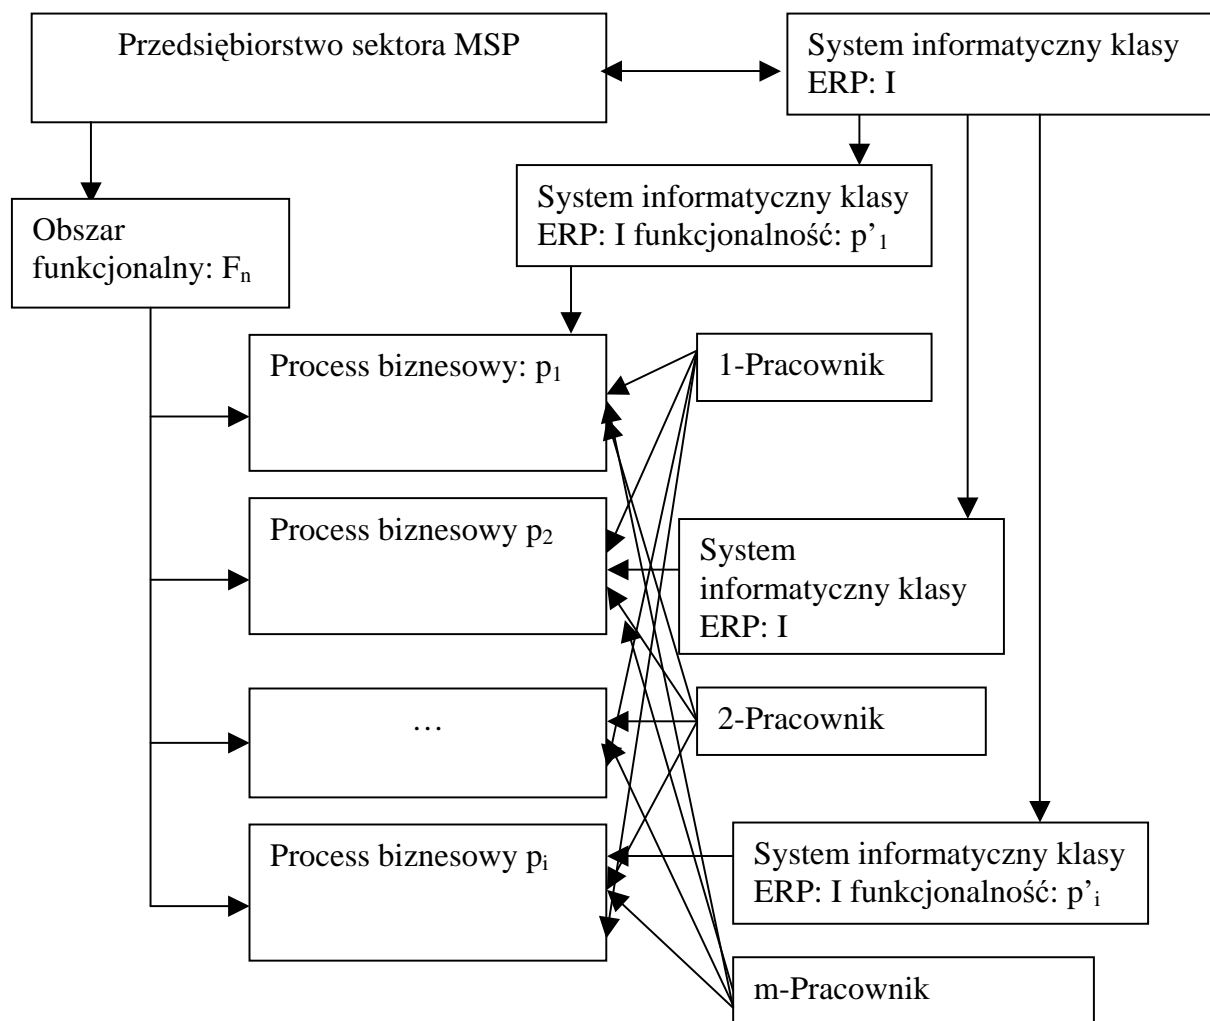 Przedsiębiorstwo sektora MSP
System informatyczny klasy
ERP: I
System informatyczny klasy
ERP: I funkcjonalność: p’₁
Obszar
funkcjonalny: Fₙ
Process biznesowy: p₁
1-Pracownik
Process biznesowy p₂
System
informatyczny klasy
ERP: I
…
2-Pracownik
Process biznesowy pᵢ
System informatyczny klasy
ERP: I funkcjonalność: p’ᵢ
m-Pracownik